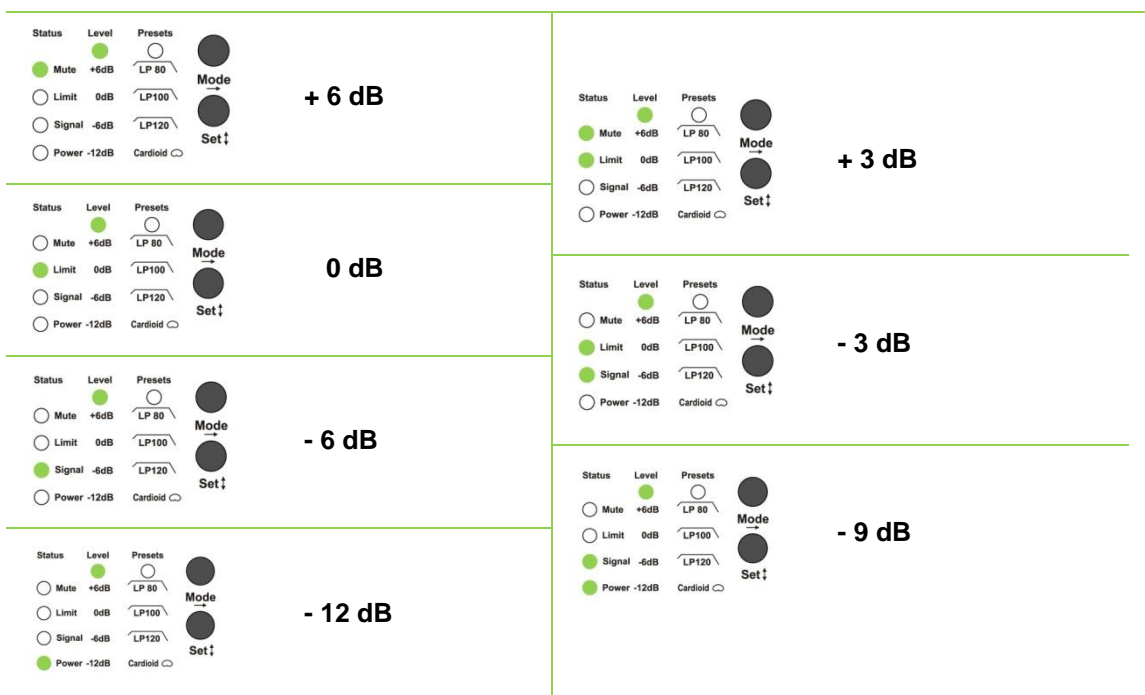 Status Level Presets
Mute +6dB LP 80
Mode
Limit 0dB LP100
Signal -6dB LP120
Set
Power -12dB Cardioid
+ 6 dB
Status Level Presets
Mute +6dB LP 80
Mode
Limit 0dB LP100
Signal -6dB LP120
Set
Power -12dB Cardioid
0 dB
Status Level Presets
Mute +6dB LP 80
Mode
Limit 0dB LP100
Signal -6dB LP120
Set
Power -12dB Cardioid
- 6 dB
Status Level Presets
Mute +6dB LP 80
Mode
Limit 0dB LP100
Signal -6dB LP120
Set
Power -12dB Cardioid
- 12 dB
Status Level Presets
Mute +6dB LP 80
Mode
Limit 0dB LP100
Signal -6dB LP120
Set
Power -12dB Cardioid
+ 3 dB
Status Level Presets
Mute +6dB LP 80
Mode
Limit 0dB LP100
Signal -6dB LP120
Set
Power -12dB Cardioid
- 3 dB
Status Level Presets
Mute +6dB LP 80
Mode
Limit 0dB LP100
Signal -6dB LP120
Set
Power -12dB Cardioid
- 9 dB